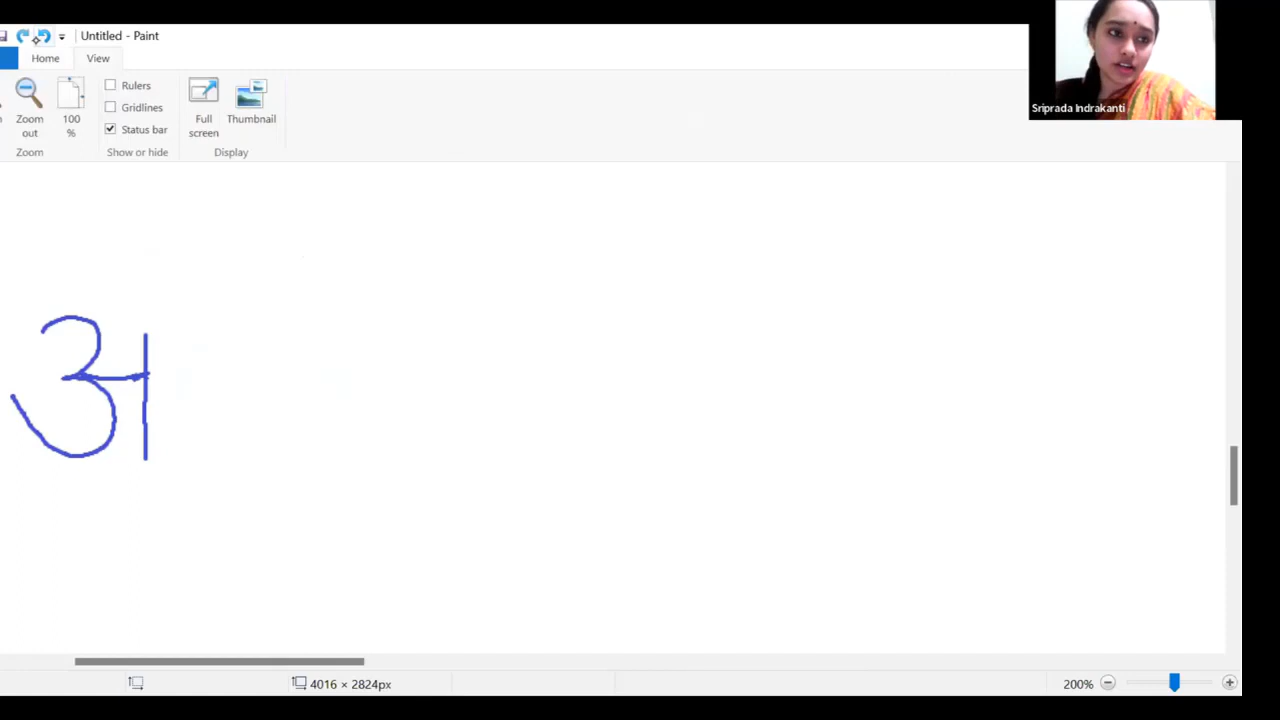 Untitled - Paint
Home View
Zoom out
100 %
Rulers
Gridlines
Status bar
Full screen
Thumbnail
Zoom
Show or hide
Display
Sriprada Indrakanti
अ
4016 × 2824px
200%